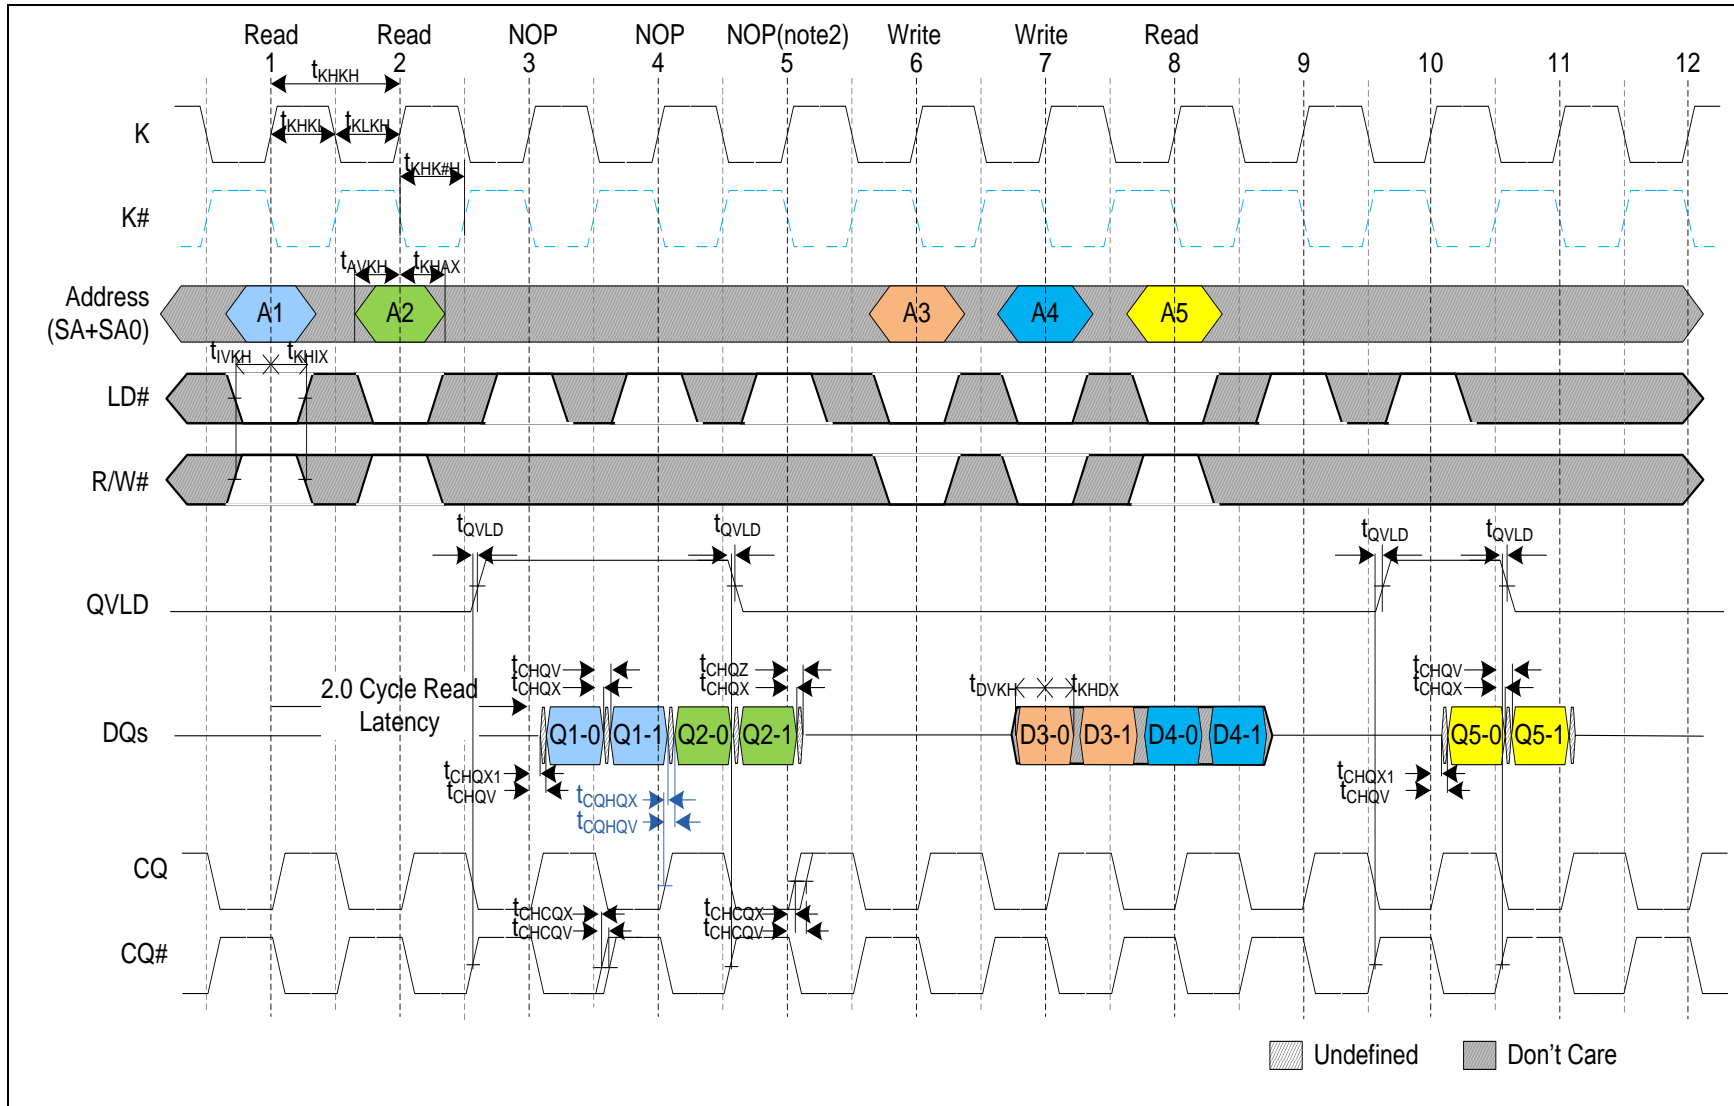 Read Read NOP NOP NOP(note2) Write Write Read
1 2 3 4 5 6 7 8 9 10 11 12
tKHKH
K
tKHKL tKLKH
tKHK#H
K#
tAVKH tKHAX
Address
(SA+SA0)
A1 A2 A3 A4 A5
tIVKH tKHIX
LD#
R/W#
tQVLD tQVLD tQVLD tQVLD
QVLD
tCHQV tCHQZ tCHQV
tCHQX tCHQX tDVKH tKHDX tCHQX
2.0 Cycle Read
Latency
DQs
Q1-0 Q1-1 Q2-0 Q2-1 D3-0 D3-1 D4-0 D4-1 Q5-0 Q5-1
tCHQX1 tCHQX1
tCHQV tCHQV
tCQHQX
tCQHQV
CQ
tCHCQX tCHCQX
tCHCQV tCHCQV
CQ#
Undefined Don't Care